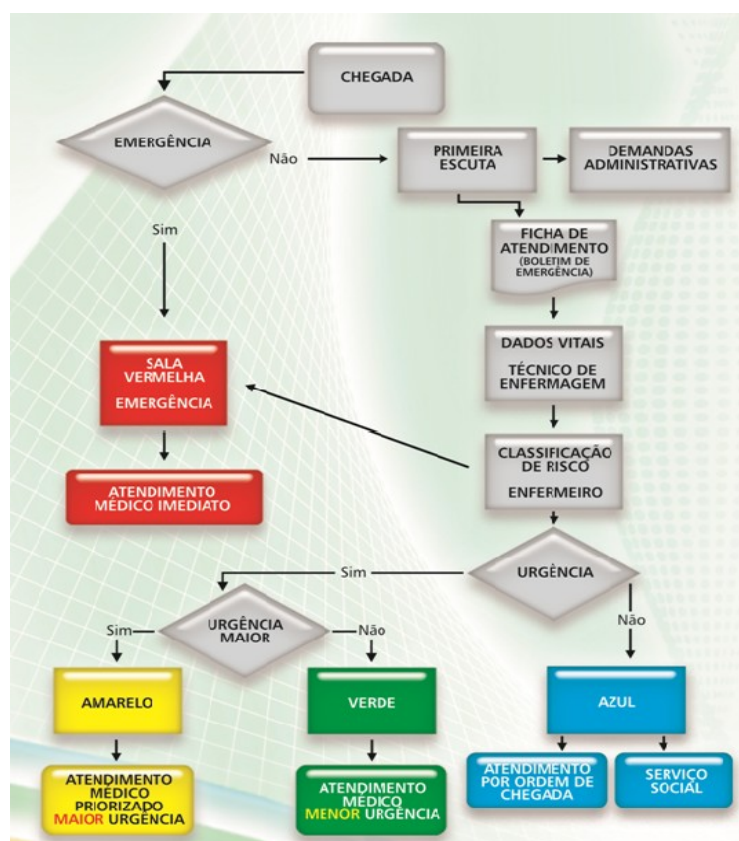 CHEGADA
EMERGÊNCIA
Não
PRIMEIRA
ESCUTA
DEMANDAS
ADMINISTRATIVAS
Sim
FICHA DE
ATENDIMENTO
(BOLETIM DE
EMERGÊNCIA)
SALA
VERMELHA
EMERGÊNCIA
DADOS VITAIS
TÉCNICO DE
ENFERMAGEM
CLASSIFICAÇÃO
DE RISCO
ENFERMEIRO
ATENDIMENTO
MÉDICO IMEDIATO
URGÊNCIA
Sim
Não
URGÊNCIA
MAIOR
Sim
Não
AMARELO
VERDE
AZUL
ATENDIMENTO
MÉDICO
PRIORIZADO
MAIOR URGÊNCIA
ATENDIMENTO
MÉDICO
MENOR URGÊNCIA
ATENDIMENTO
POR ORDEM DE
CHEGADA
SERVIÇO
SOCIAL